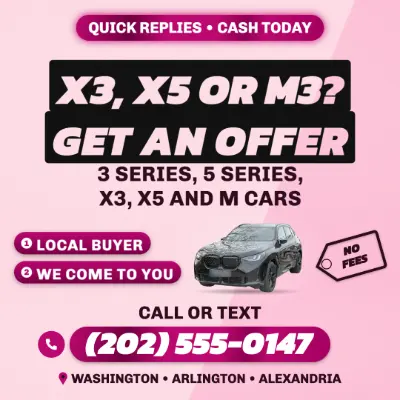 QUICK REPLIES • CASH TODAY
X3, X5 OR M3?
GET AN OFFER
3 SERIES, 5 SERIES,
X3, X5 AND M CARS
1 LOCAL BUYER
2 WE COME TO YOU
NO
FEES
CALL OR TEXT
(202) 555-0147
WASHINGTON • ARLINGTON • ALEXANDRIA